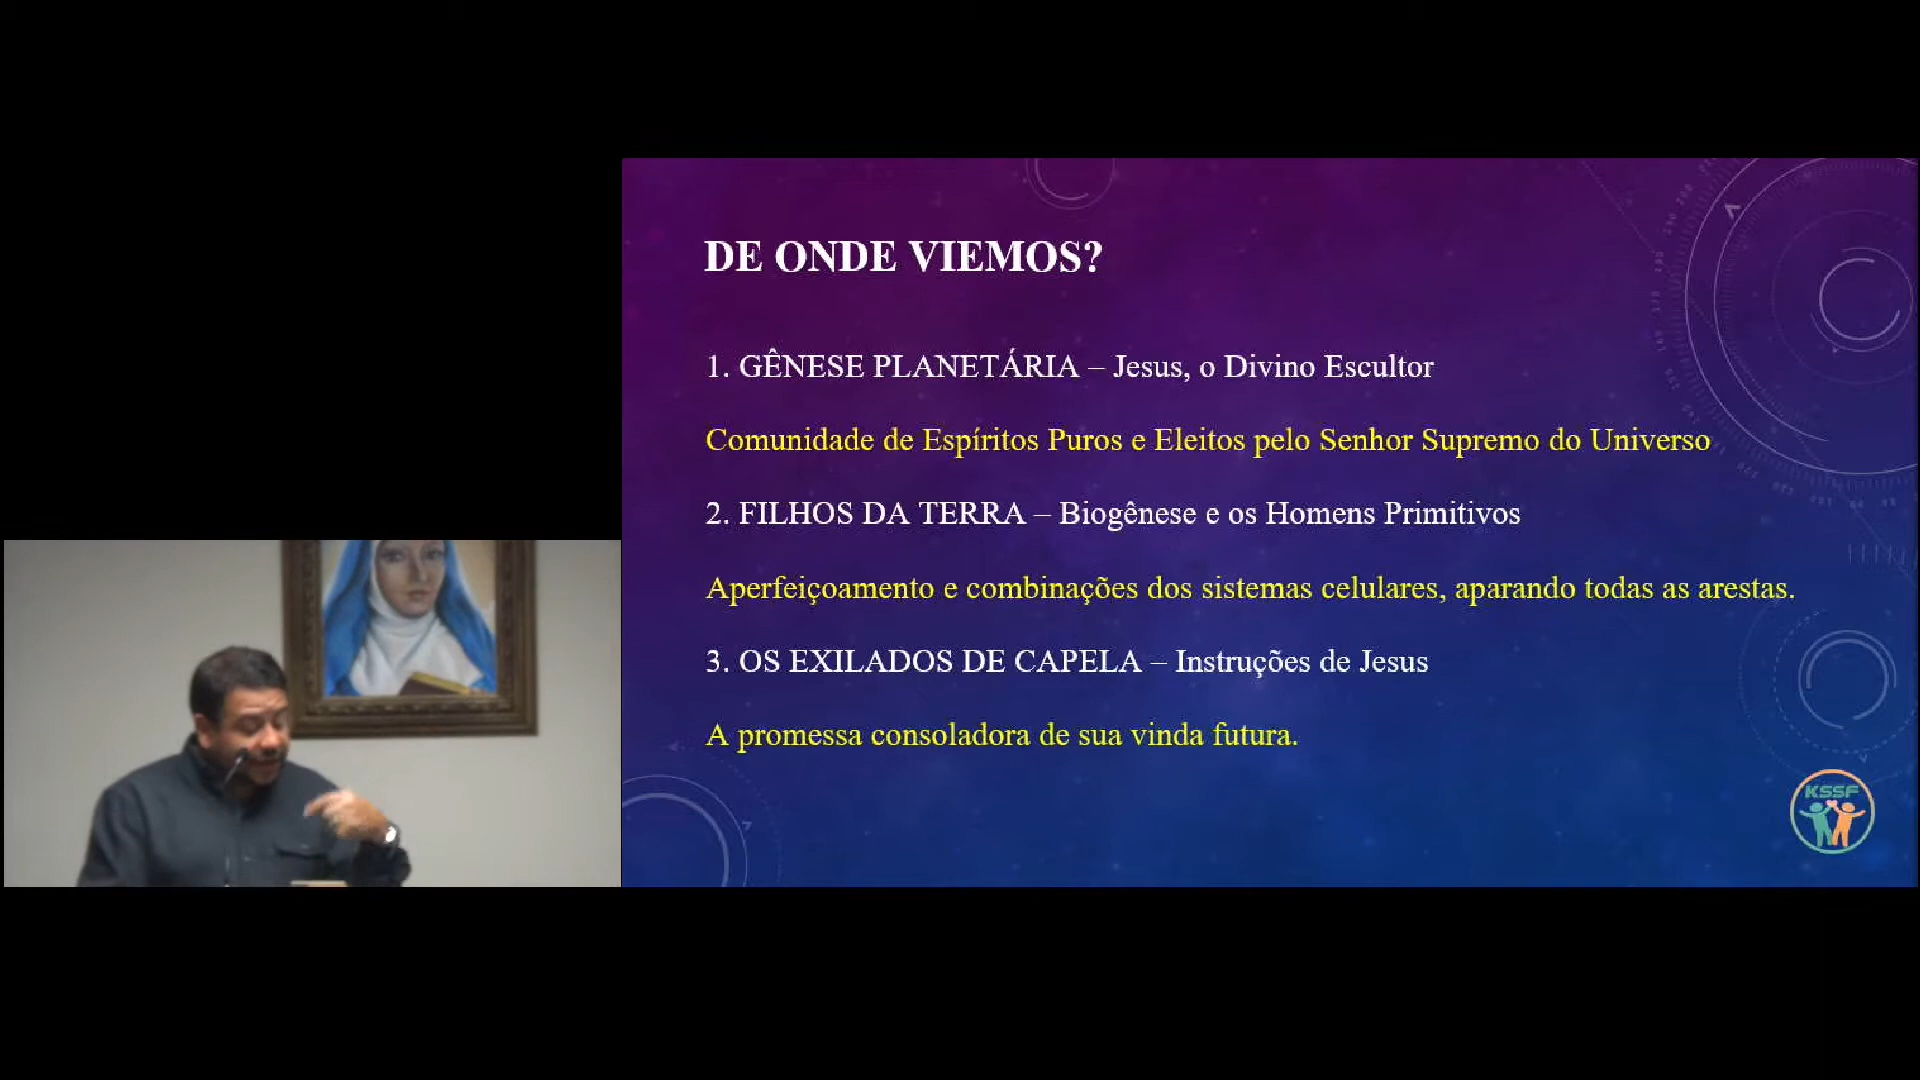 DE ONDE VIEMOS?
1. GÊNESE PLANETÁRIA – Jesus, o Divino Escultor
Comunidade de Espíritos Puros e Eleitos pelo Senhor Supremo do Universo
2. FILHOS DA TERRA – Biogênese e os Homens Primitivos
Aperfeiçoamento e combinações dos sistemas celulares, aparando todas as arestas.
3. OS EXILADOS DE CAPELA – Instruções de Jesus
A promessa consoladora de sua vinda futura.
KSSF